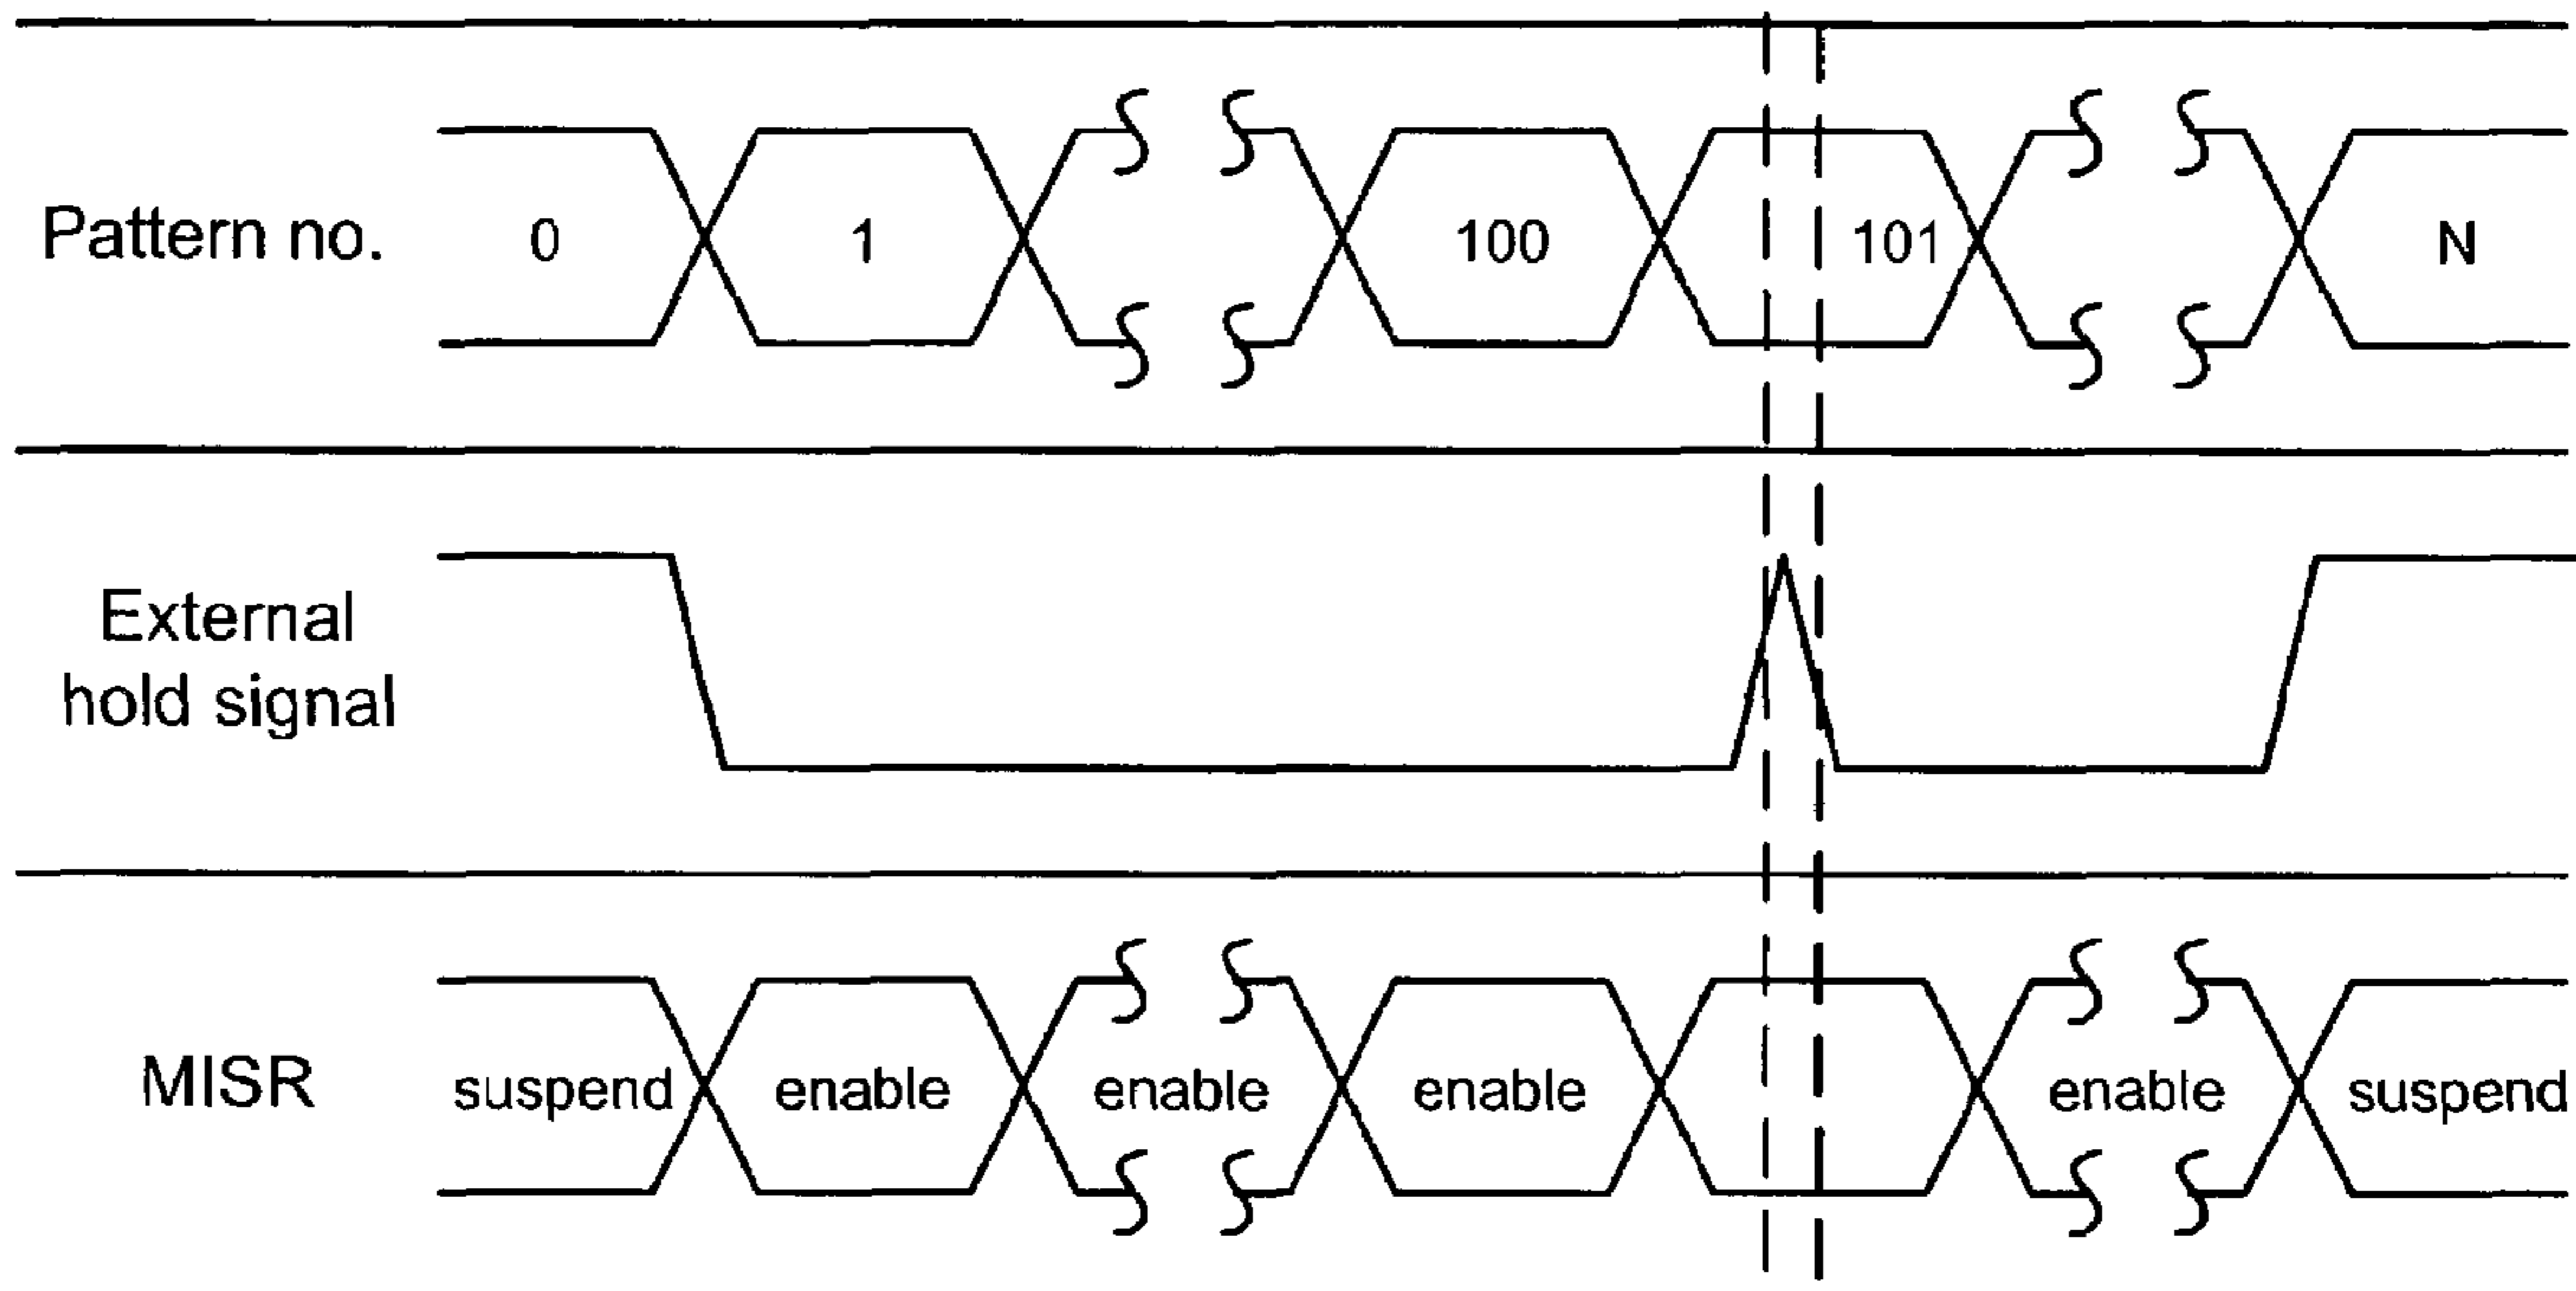 Pattern no. 0 1 100 101 N
External
hold signal
MISR suspend enable enable enable enable suspend